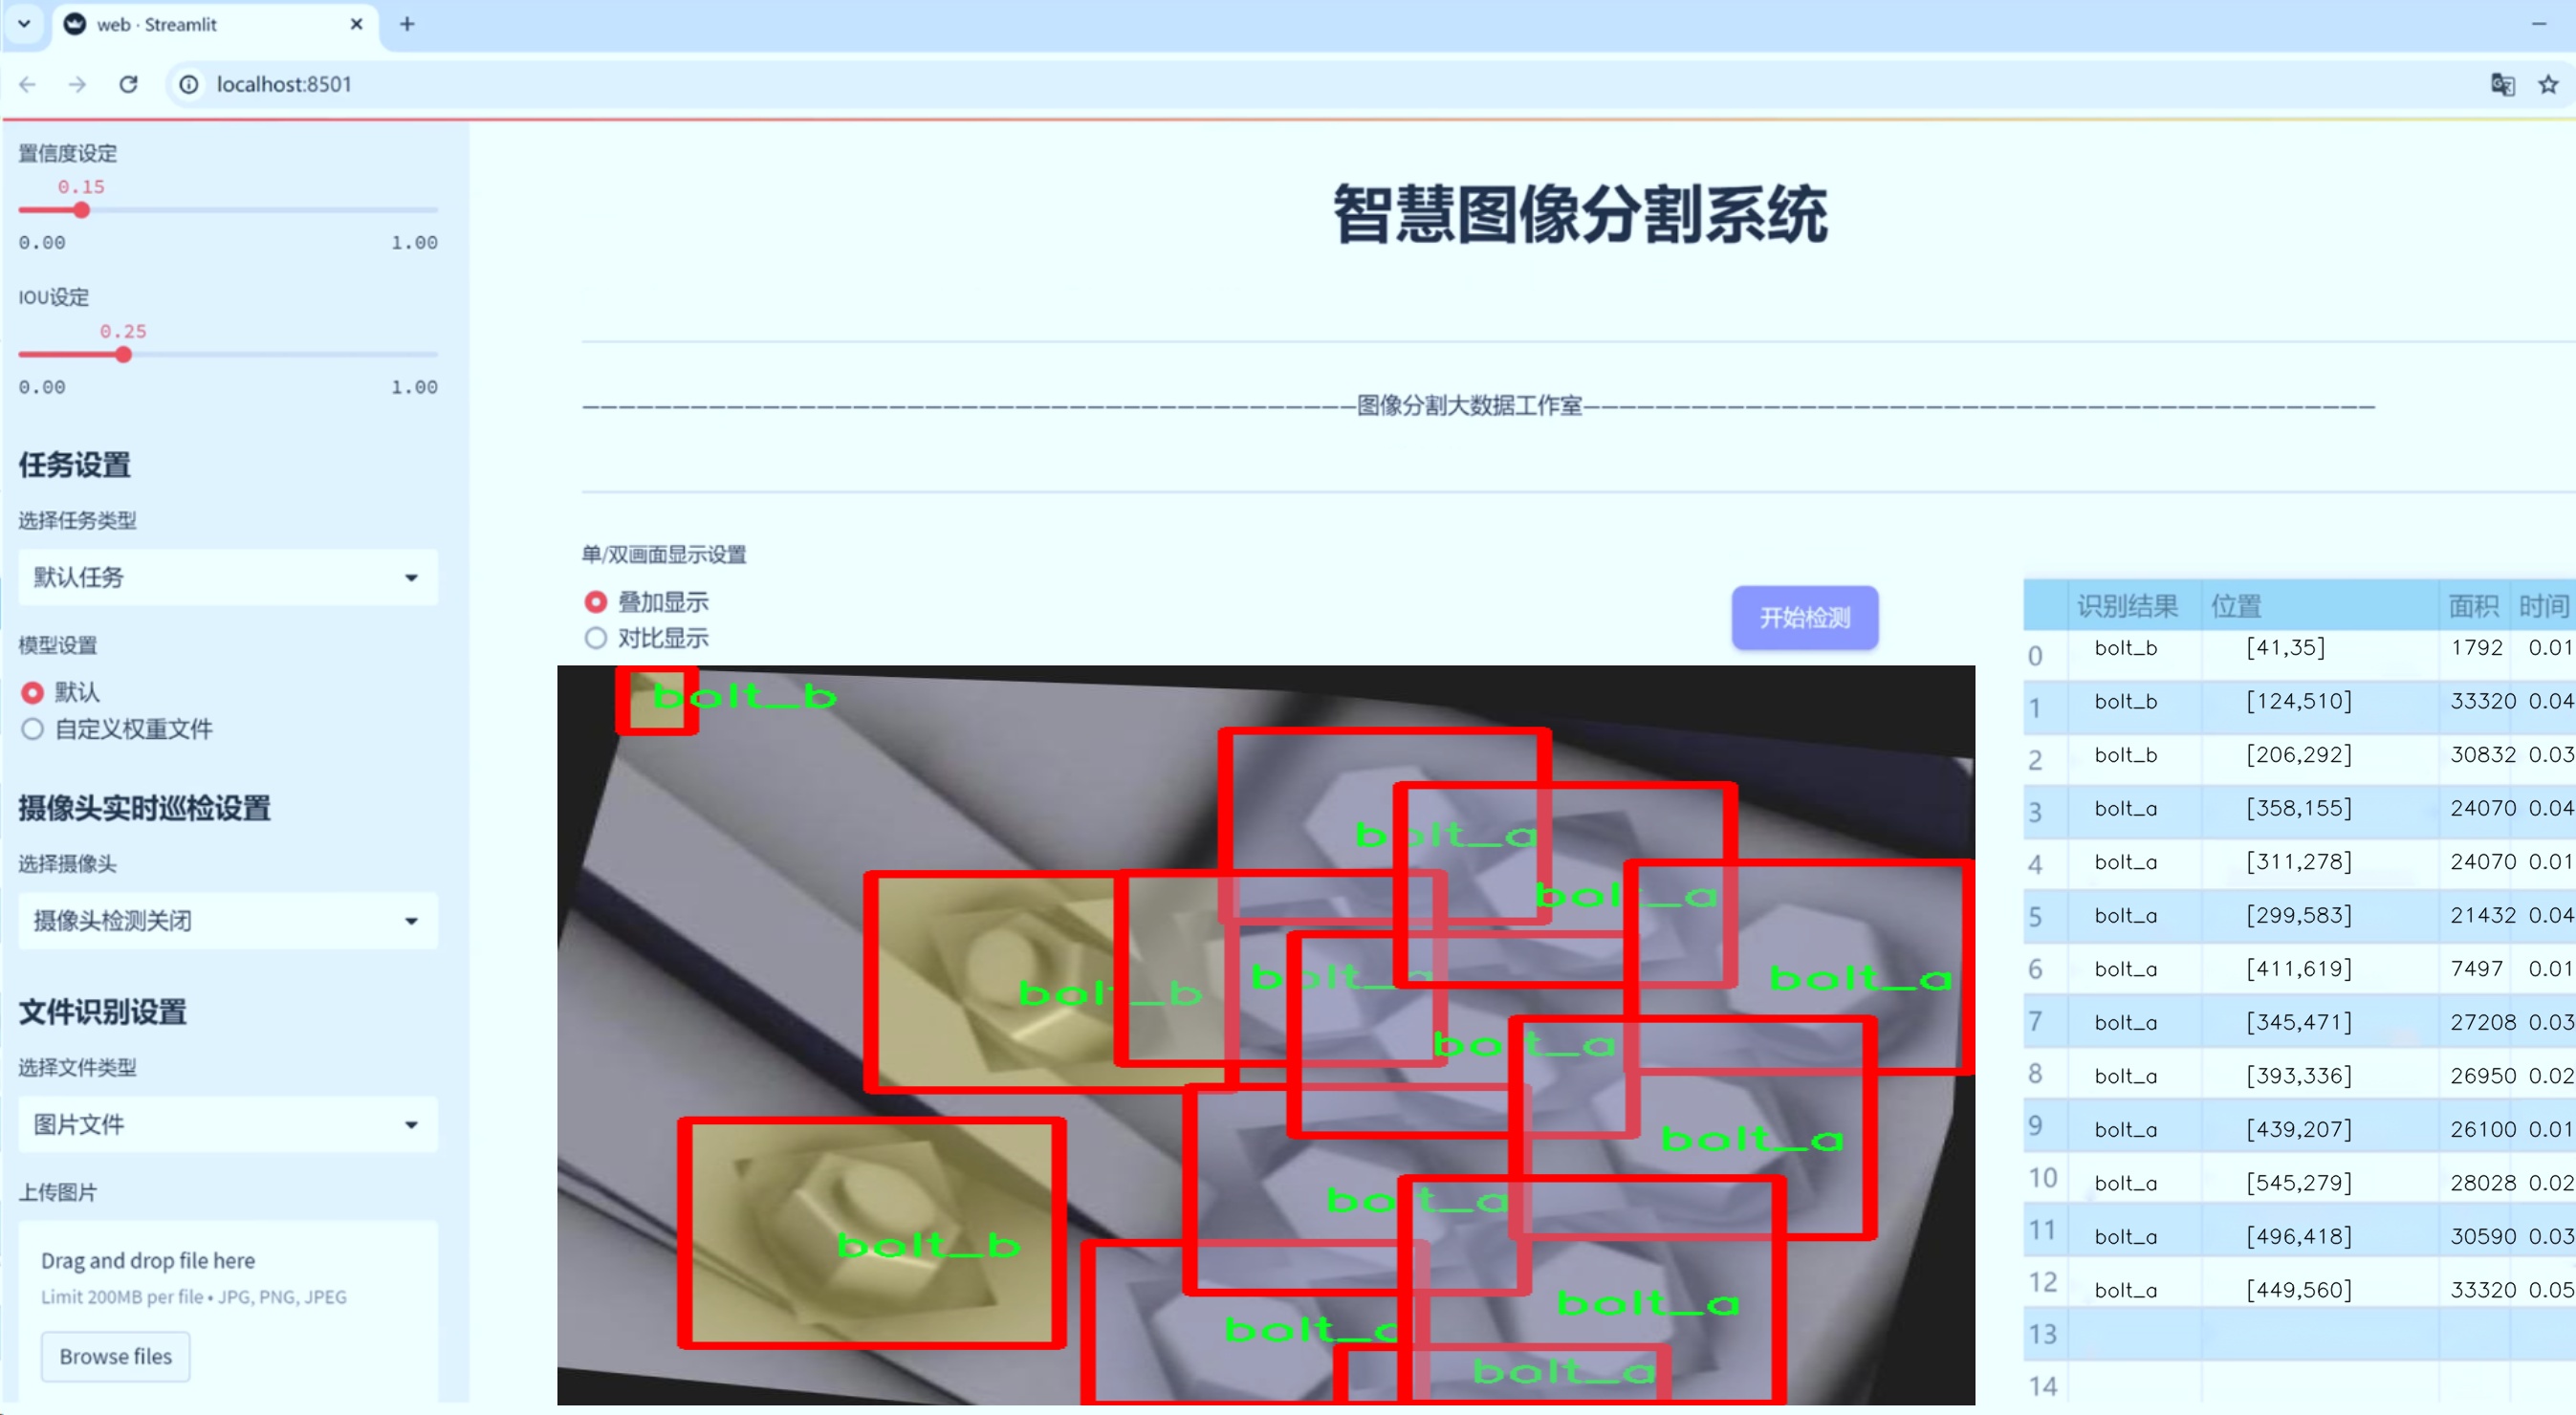 web · Streamlit
localhost:8501
置信度设定
0.15
0.00 1.00
IOU设定
0.25
0.00 1.00
任务设置
选择任务类型
默认任务
模型设置
默认
自定义权重文件
摄像头实时巡检设置
选择摄像头
摄像头检测关闭
文件识别设置
选择文件类型
图片文件
上传图片
Drag and drop file here
Limit 200MB per file • JPG, PNG, JPEG
Browse files
智慧图像分割系统
图像分割大数据工作室
单/双画面显示设置
叠加显示
对比显示
开始检测
bolt_b
bolt_a
bolt_a
bolt_a
bolt_a
bolt_b
bolt_a
bolt_a
bolt_a
bolt_b
bolt_a
bolt_a
bolt_a
识别结果 位置 面积 时间
0 bolt_b [41,35] 1792 0.01
1 bolt_b [124,510] 33320 0.04
2 bolt_b [206,292] 30832 0.03
3 bolt_a [358,155] 24070 0.04
4 bolt_a [311,278] 24070 0.01
5 bolt_a [299,583] 21432 0.04
6 bolt_a [411,619] 7497 0.01
7 bolt_a [345,471] 27208 0.03
8 bolt_a [393,336] 26950 0.02
9 bolt_a [439,207] 26100 0.01
10 bolt_a [545,279] 28028 0.02
11 bolt_a [496,418] 30590 0.03
12 bolt_a [449,560] 33320 0.05
13
14